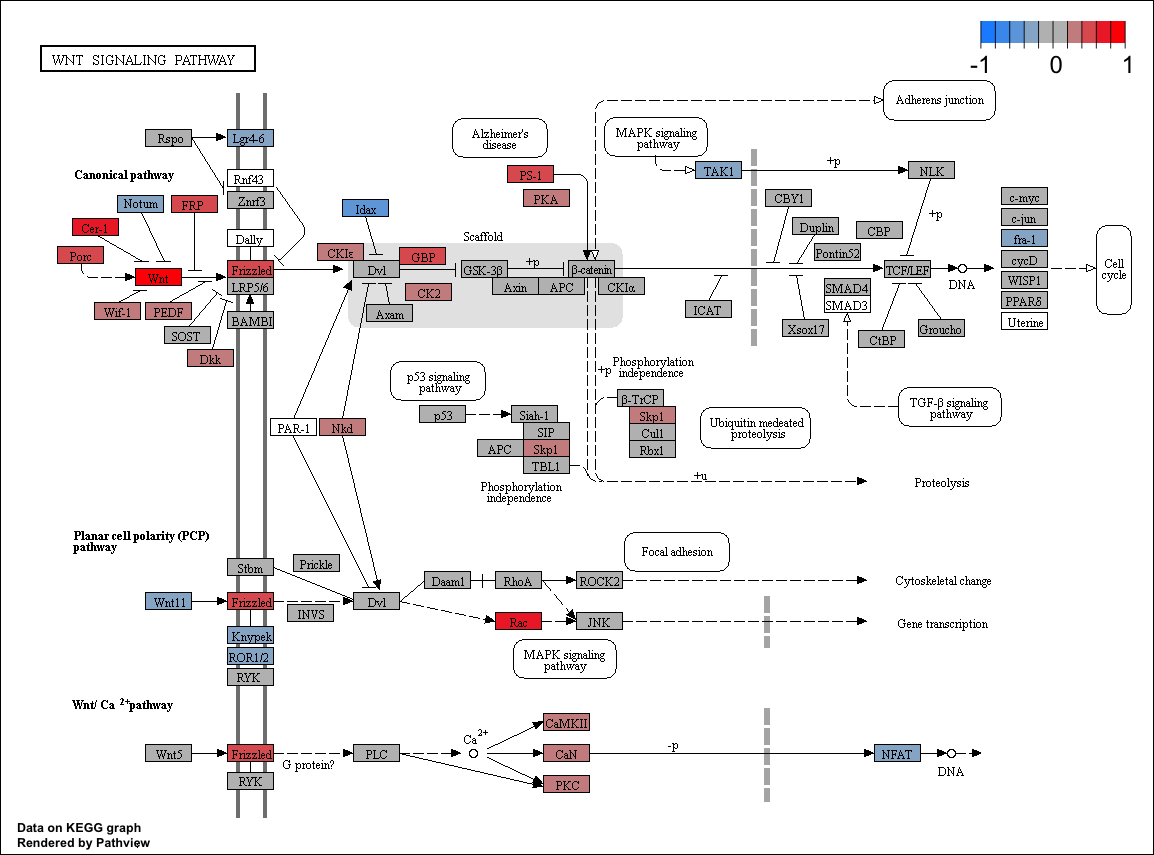 WNT SIGNALING PATHWAY
-1
0
1
Adherens junction
Alzheimer's
disease
MAPK signaling
pathway
Rspo
Lgr4-6
Canonical pathway
Rnf43
Znrf3
Notum
FRP
Cer-1
Dally
Porc
Wnt
Frizzled
LRP5/6
Wif-1
PEDF
SOST
BAMBI
Dkk
PS-1
PKA
Idax
Scaffold
CKIε
GBP
Dvl
GSK-3β
+p
β-catenin
Axin
APC
CKIα
CK2
Axam
TAK1
+p
NLK
+p
CBY1
Duplin
CBP
Pontin52
TCF/LEF
DNA
SMAD4
SMAD3
ICAT
Xsox17
CtBP
Groucho
c-myc
c-jun
fra-1
cycD
WISP1
PPARδ
Uterine
Cell
cycle
p53 signaling
pathway
+p
Phosphorylation
independence
TGF-β signaling
pathway
p53
Siah-1
SIP
APC
Skp1
TBL1
β-TrCP
Skp1
Cul1
Rbx1
Ubiquitin medeated
proteolysis
PAR-1
Nkd
Phosphorylation
independence
+u
Proteolysis
Planar cell polarity (PCP)
pathway
Focal adhesion
Stbm
Prickle
Daam1
RhoA
ROCK2
Cytoskeletal change
Wnt11
Frizzled
INVS
Dvl
Rac
JNK
Gene transcription
Knypek
ROR1/2
RYK
MAPK signaling
pathway
Wnt/ Ca 2+pathway
Wnt5
Frizzled
RYK
G protein?
PLC
Ca2+
CaMKII
CaN
PKC
-p
NFAT
DNA
Data on KEGG graph
Rendered by Pathview